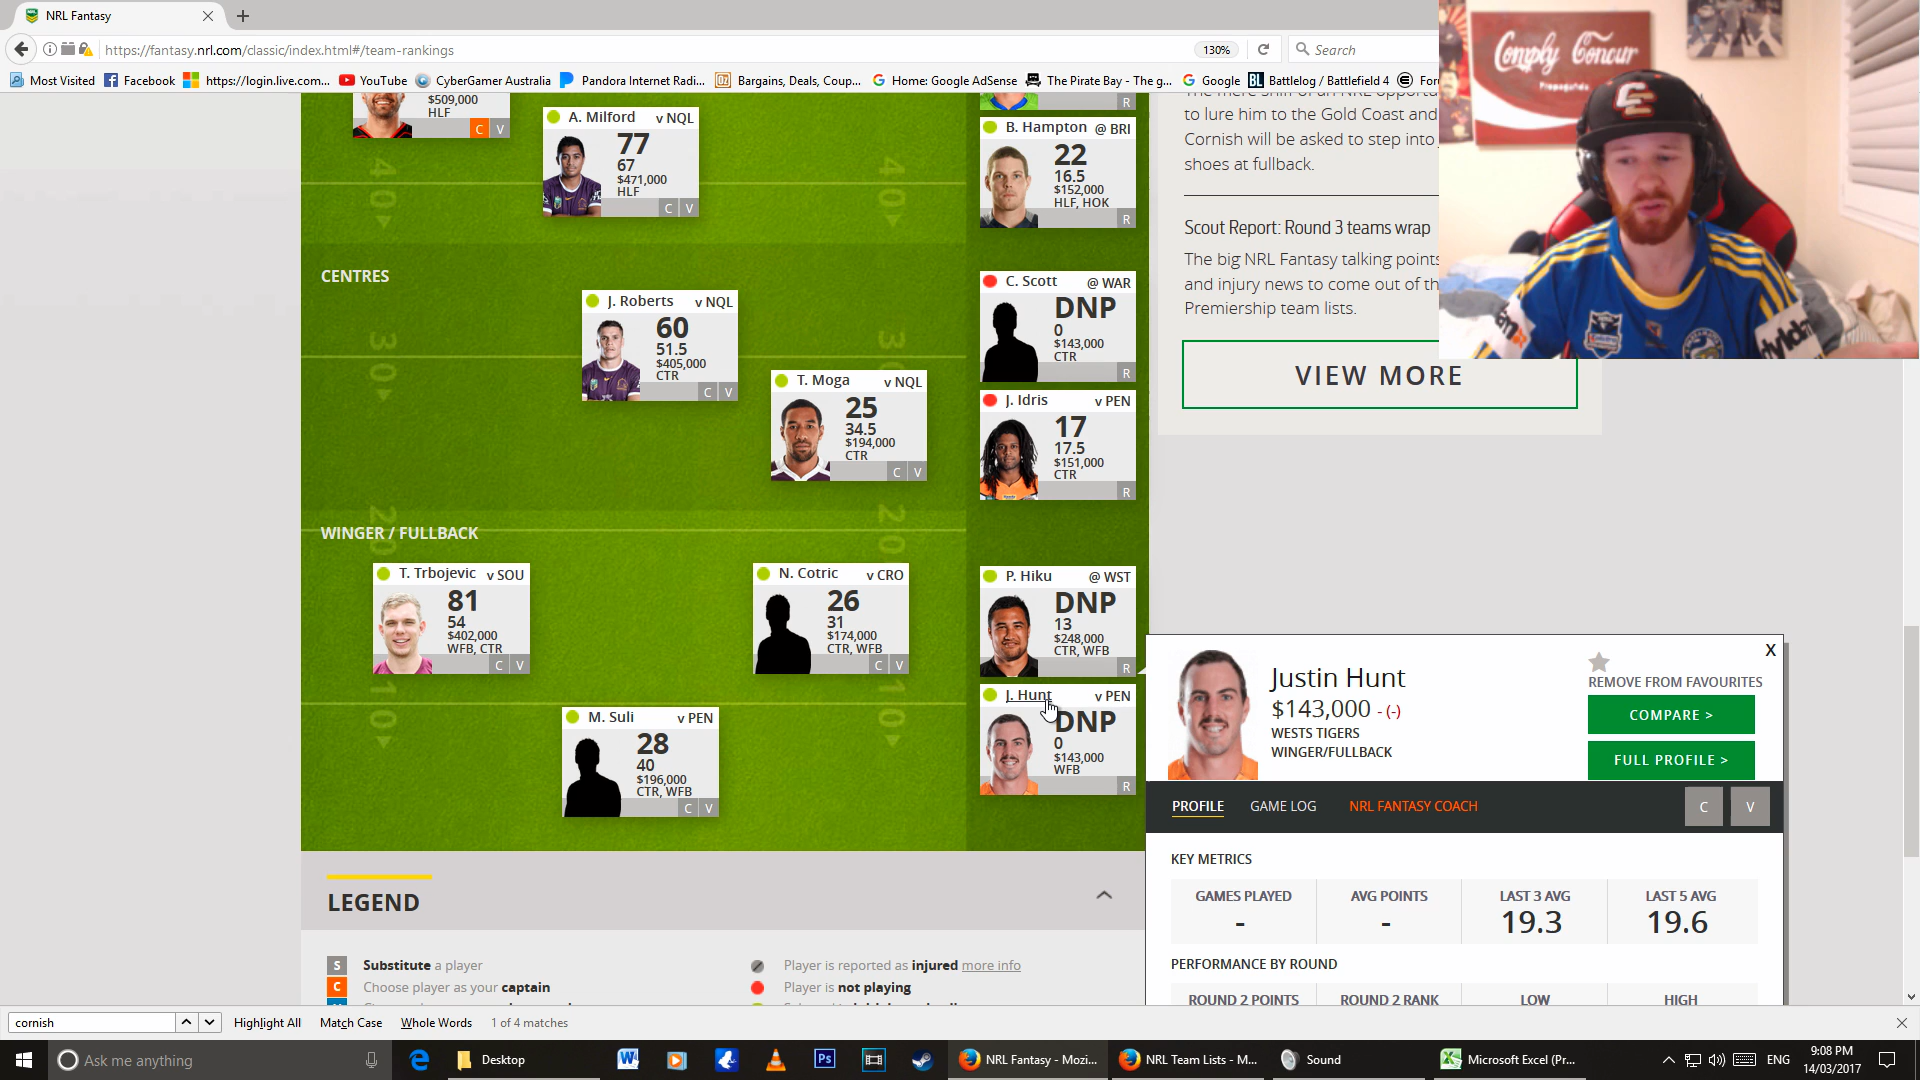 NRL Fantasy
https://fantasy.nrl.com/classic/index.html#/team-rankings
130%
Search
Most Visited
Facebook
https://login.live.com...
YouTube
CyberGamer Australia
Pandora Internet Radi...
Bargains, Deals, Coup...
Home: Google AdSense
The Pirate Bay - The g...
Google
Battlelog / Battlefield 4
For
Comply Concur
Propaganda
$509,000
HLF
C V
A. Milford v NQL
77
67
$471,000
HLF
C V
R
B. Hampton @ BRI
22
16.5
$152,000
HLF, HOK
R
to lure him to the Gold Coast and
Cornish will be asked to step into
shoes at fullback.
Scout Report: Round 3 teams wrap
The big NRL Fantasy talking points
and injury news to come out of th
Premiership team lists.
VIEW MORE
40
40
CENTRES
J. Roberts v NQL
60
51.5
$405,000
CTR
C V
T. Moga v NQL
25
34.5
$194,000
CTR
C V
C. Scott @ WAR
DNP
0
$143,000
CTR
R
J. Idris v PEN
17
17.5
$151,000
CTR
R
WINGER / FULLBACK
T. Trbojevic v SOU
81
54
$402,000
WFB, CTR
C V
N. Cotric v CRO
26
31
$174,000
CTR, WFB
C V
P. Hiku @ WST
DNP
13
$248,000
CTR, WFB
R
M. Suli v PEN
28
40
$196,000
CTR, WFB
C V
J. Hunt v PEN
DNP
0
$143,000
WFB
R
X
Justin Hunt
$143,000 - (-)
WESTS TIGERS
WINGER/FULLBACK
REMOVE FROM FAVOURITES
COMPARE >
FULL PROFILE >
PROFILE
GAME LOG
NRL FANTASY COACH
C V
KEY METRICS
GAMES PLAYED
-
AVG POINTS
-
LAST 3 AVG
19.3
LAST 5 AVG
19.6
PERFORMANCE BY ROUND
ROUND 2 POINTS
ROUND 2 RANK
LOW
HIGH
LEGEND
S Substitute a player
C Choose player as your captain
Player is reported as injured more info
Player is not playing
cornish
Highlight All
Match Case
Whole Words
1 of 4 matches
Ask me anything
Desktop
NRL Fantasy - Mozi...
NRL Team Lists - M...
Sound
Microsoft Excel (Pr...
ENG
9:08 PM
14/03/2017